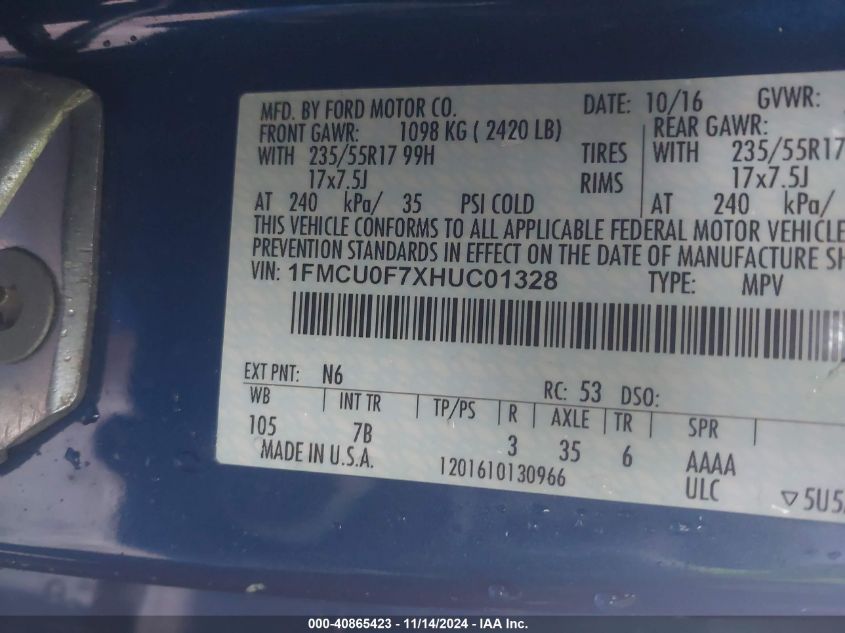 MFD. BY FORD MOTOR CO. DATE: 10/16 GVWR:
FRONT GAWR: 1098 KG ( 2420 LB) REAR GAWR:
WITH 235/55R17 99H TIRES WITH 235/55R17
17x7.5J RIMS 17x7.5J
AT 240 kPa/ 35 PSI COLD AT 240 kPa/
THIS VEHICLE CONFORMS TO ALL APPLICABLE FEDERAL MOTOR VEHICLE
PREVENTION STANDARDS IN EFFECT ON THE DATE OF MANUFACTURE SH
VIN: 1FMCU0F7XHUC01328 TYPE: MPV
EXT PNT: N6 RC: 53 DSO:
WB INT TR TP/PS R AXLE TR SPR
105 7B 3 35 6 AAAA
MADE IN U.S.A. 1201610130966 ULC ▽5U5
000-40865423 - 11/14/2024 - IAA Inc.